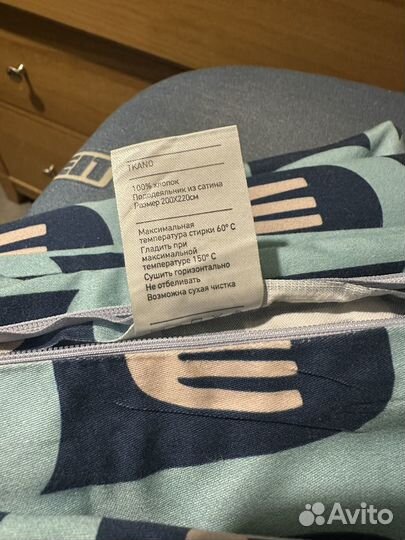 TKANO
100% хлопок
Пододеяльник из сатина
Размер 200Х220см
Максимальная
температура стирки 60° С
Гладить при
максимальной
температуре 150° С
Сушить горизонтально
Не отбеливать
Возможна сухая чистка
Avito